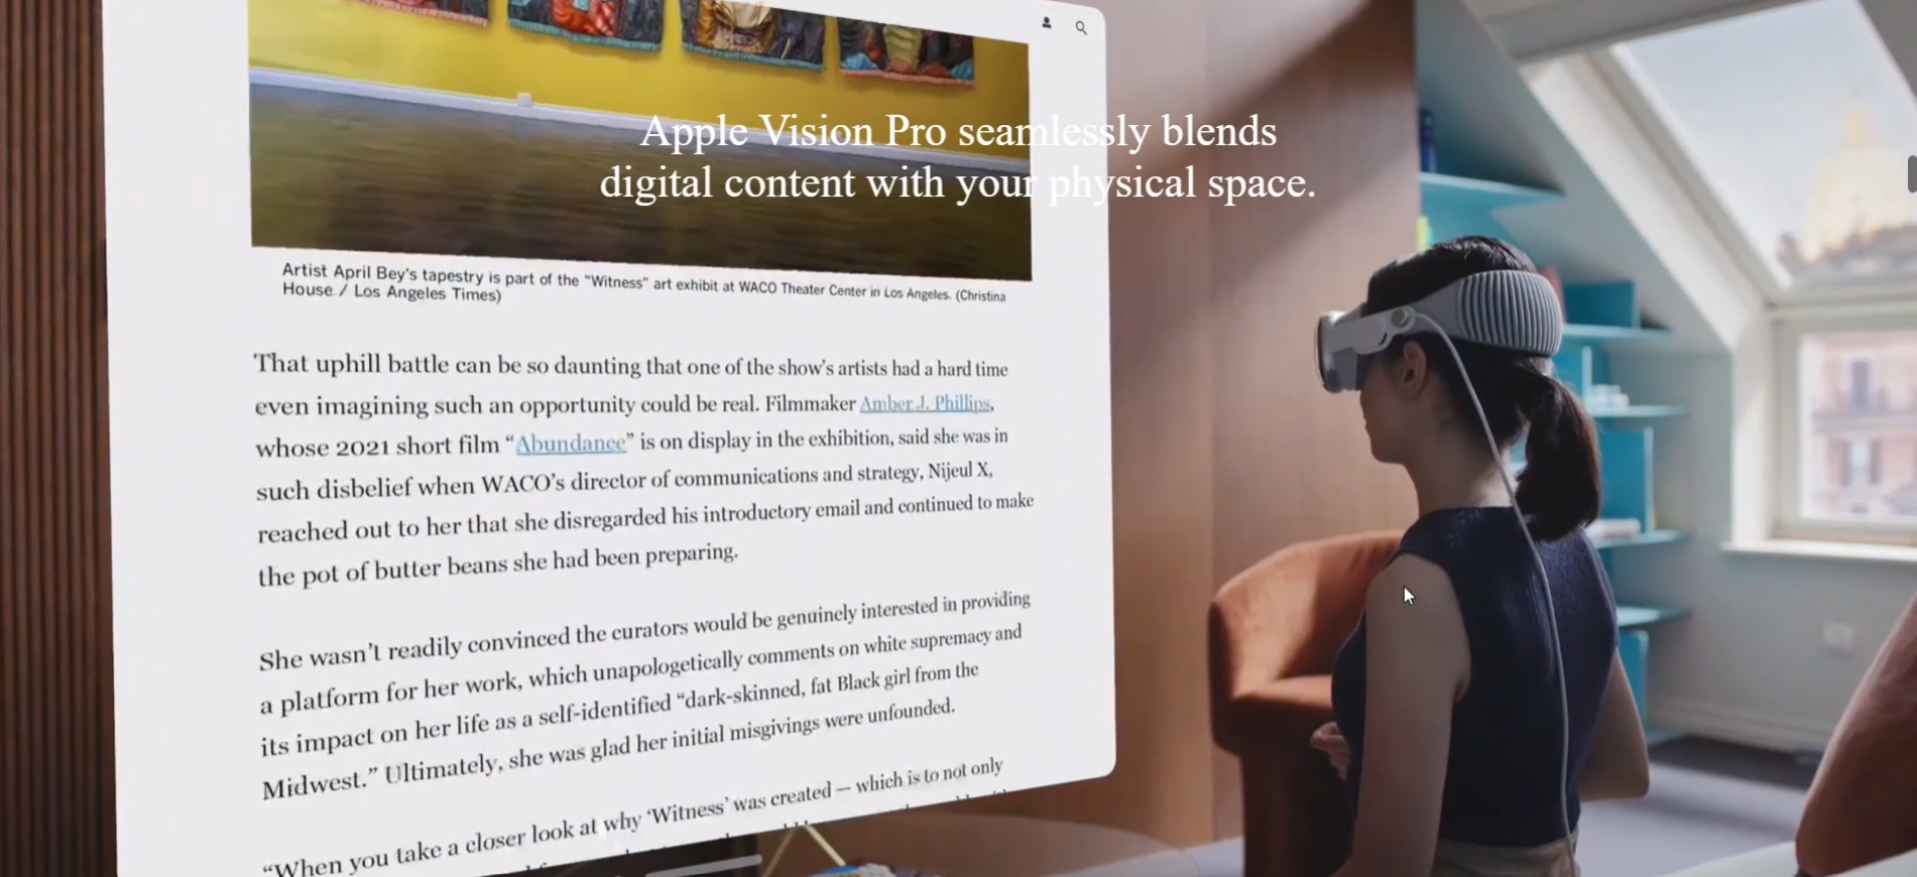 Apple Vision Pro seamlessly blends
digital content with your physical space.
Artist April Bey's tapestry is part of the "Witness" art exhibit at WACO Theater Center in Los Angeles. (Christina
House / Los Angeles Times)
That uphill battle can be so daunting that one of the show's artists had a hard time
even imagining such an opportunity could be real. Filmmaker Amber J. Phillips,
whose 2021 short film “Abundance” is on display in the exhibition, said she was in
such disbelief when WACO's director of communications and strategy, Nijeul X,
reached out to her that she disregarded his introductory email and continued to make
the pot of butter beans she had been preparing.
She wasn't readily convinced the curators would be genuinely interested in providing
a platform for her work, which unapologetically comments on white supremacy and
its impact on her life as a self-identified “dark-skinned, fat Black girl from the
Midwest.” Ultimately, she was glad her initial misgivings were unfounded.
“When you take a closer look at why ‘Witness’ was created — which is to not only